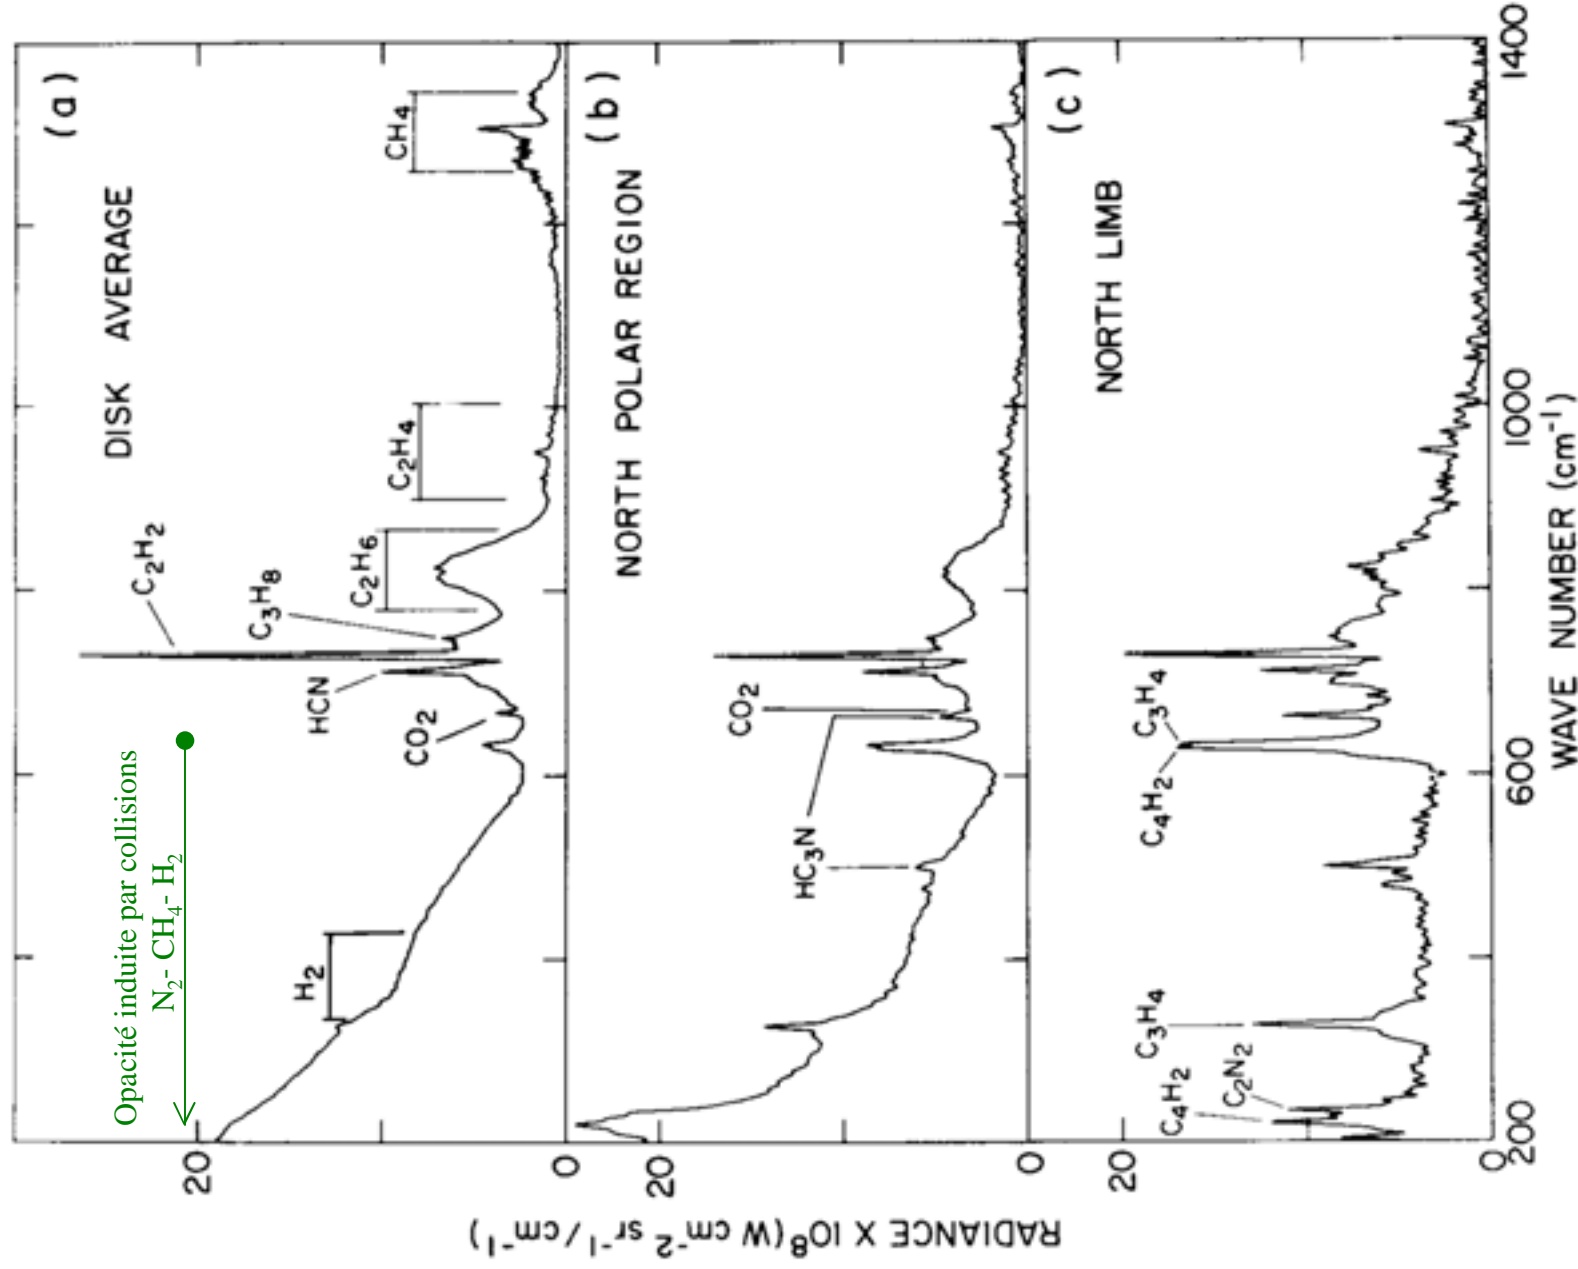 (a)
DISK AVERAGE
C2H2
C3H8
C2H6
C2H4
CH4
HCN
CO2
H2
Opacité induite par collisions
N2- CH4- H2
20
0
(b)
NORTH POLAR REGION
CO2
HC3N
20
0
(c)
NORTH LIMB
C3H4
C4H2
C3H4
C4H2
C2N2
20
0
200
600
1000
1400
WAVE NUMBER (cm⁻¹)
RADIANCE X 10⁸ (W cm⁻² sr⁻¹/cm⁻¹)